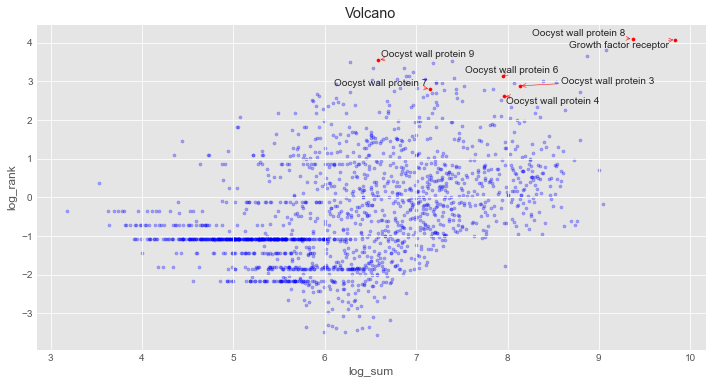 Volcano
Oocyst wall protein 8
Growth factor receptor
Oocyst wall protein 9
Oocyst wall protein 6
Oocyst wall protein 7
Oocyst wall protein 3
Oocyst wall protein 4
log_rank
4
3
2
1
0
−1
−2
−3
3 4 5 6 7 8 9 10
log_sum